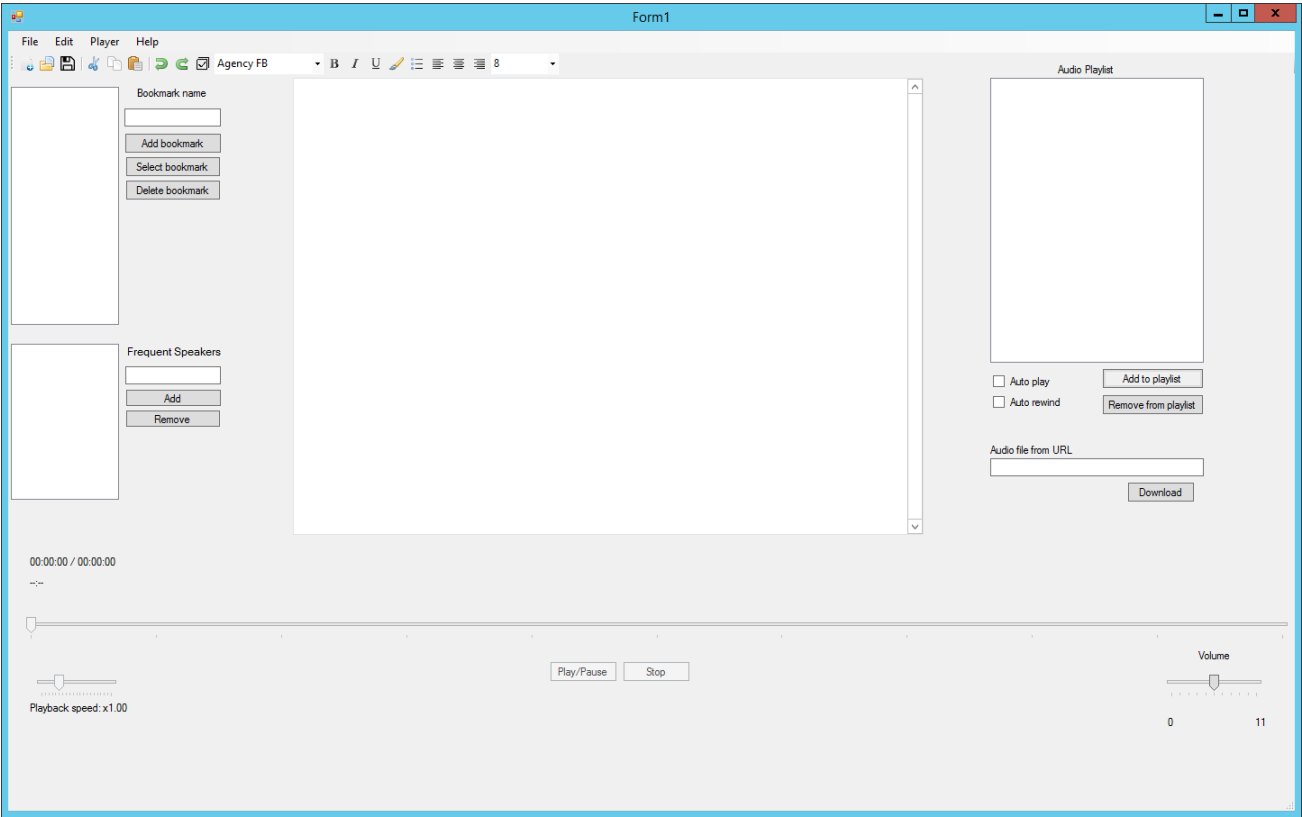 Form1
File Edit Player Help
Agency FB B I U 8
Bookmark name
Add bookmark
Select bookmark
Delete bookmark
Frequent Speakers
Add
Remove
Audio Playlist
Auto play Add to playlist
Auto rewind Remove from playlist
Audio file from URL
Download
00:00:00 / 00:00:00
--:--
Play/Pause Stop
Volume
Playback speed: x1.00
0 11